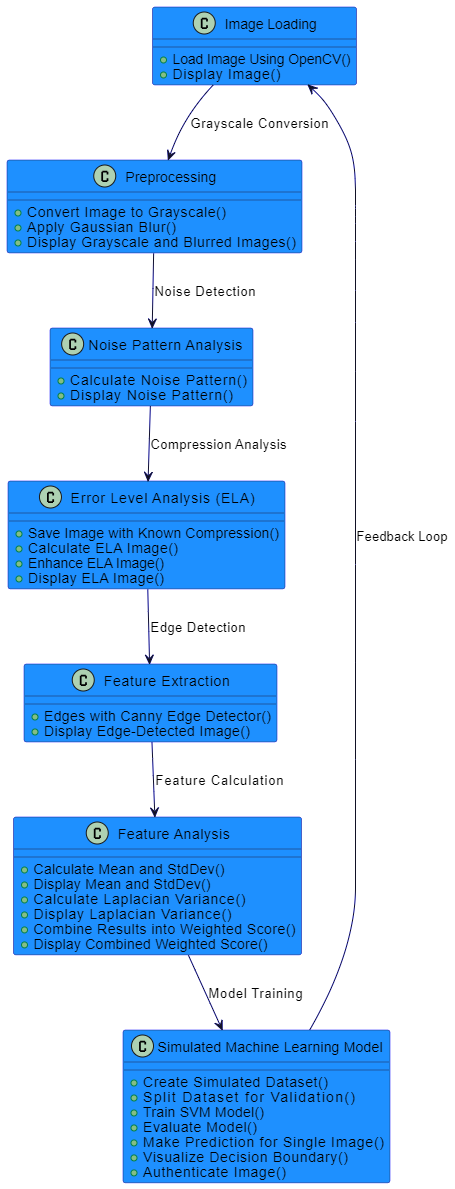 C Image Loading
Load Image Using OpenCV()
Display Image()
Grayscale Conversion
C Preprocessing
Convert Image to Grayscale()
Apply Gaussian Blur()
Display Grayscale and Blurred Images()
Noise Detection
C Noise Pattern Analysis
Calculate Noise Pattern()
Display Noise Pattern()
Compression Analysis
C Error Level Analysis (ELA)
Save Image with Known Compression()
Calculate ELA Image()
Enhance ELA Image()
Display ELA Image()
Feedback Loop
Edge Detection
C Feature Extraction
Edges with Canny Edge Detector()
Display Edge-Detected Image()
Feature Calculation
C Feature Analysis
Calculate Mean and StdDev()
Display Mean and StdDev()
Calculate Laplacian Variance()
Display Laplacian Variance()
Combine Results into Weighted Score()
Display Combined Weighted Score()
Model Training
C Simulated Machine Learning Model
Create Simulated Dataset()
Split Dataset for Validation()
Train SVM Model()
Evaluate Model()
Make Prediction for Single Image()
Visualize Decision Boundary()
Authenticate Image()